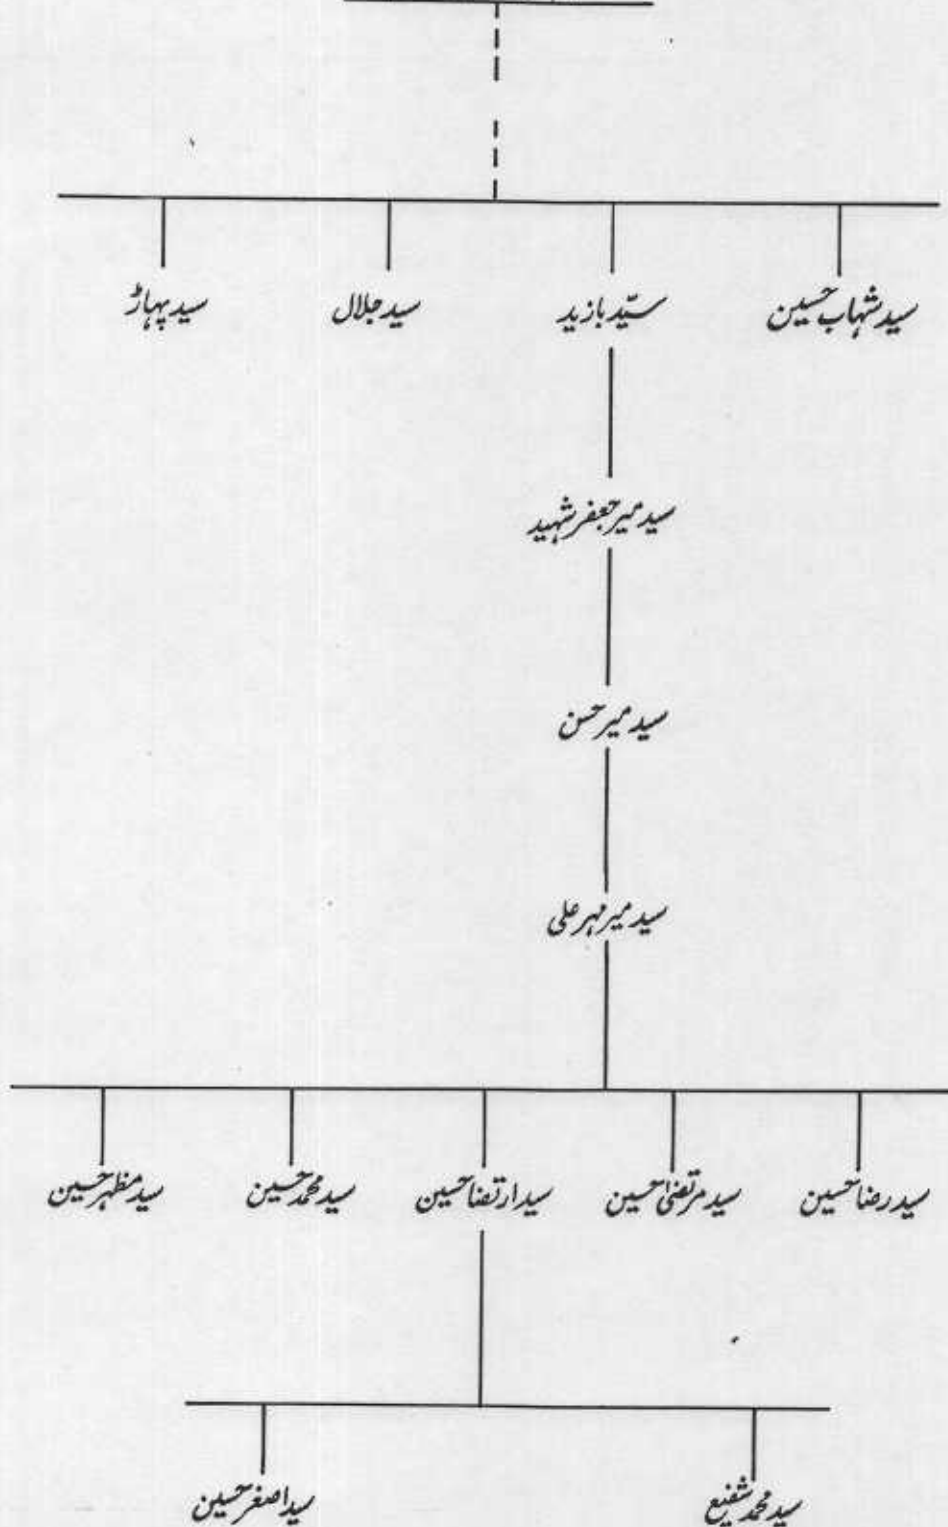 سید شہاب حسین سیّد بازید سید جلال سید پہاڑ
سید میر جعفر شہید
سید میر حسن
سید میر مہر علی
سید رضا حسین سید مرتضیٰ حسین سید ارتضا حسین سید محمد حسین سید مظہر حسین
سید محمد شفیع سید اصغر حسین